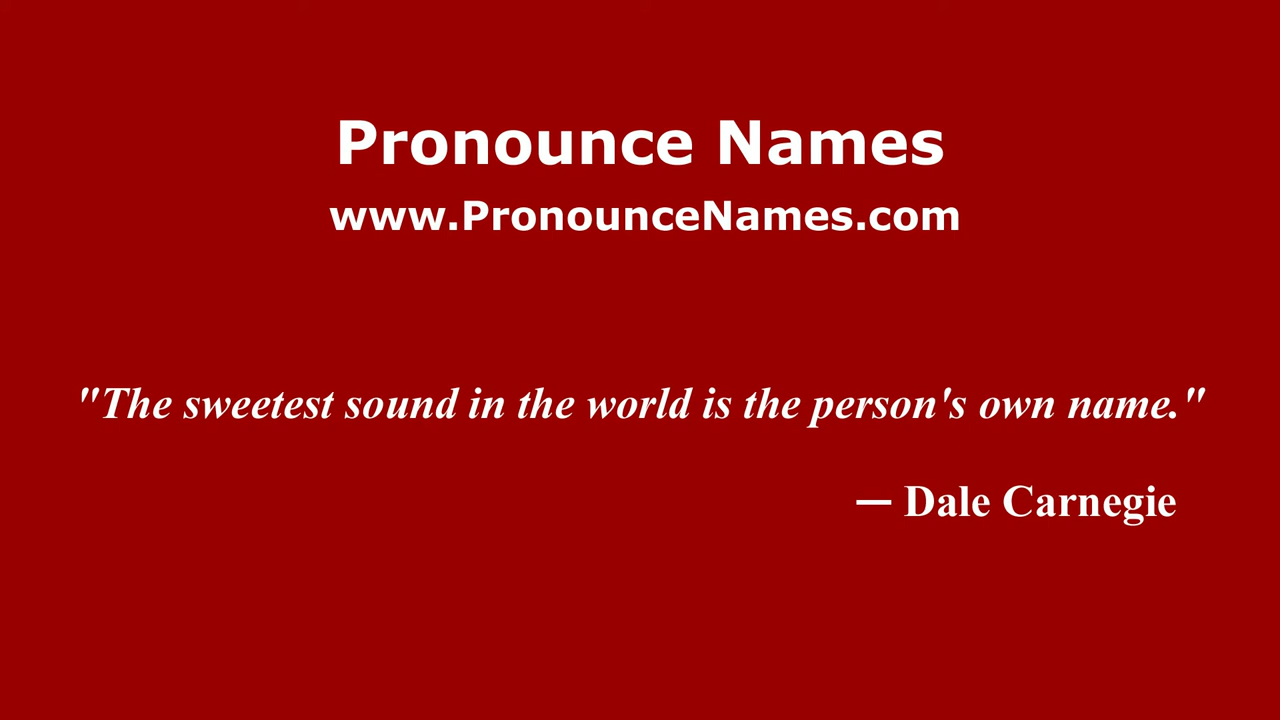 Pronounce Names
www.PronounceNames.com
"The sweetest sound in the world is the person's own name."
— Dale Carnegie